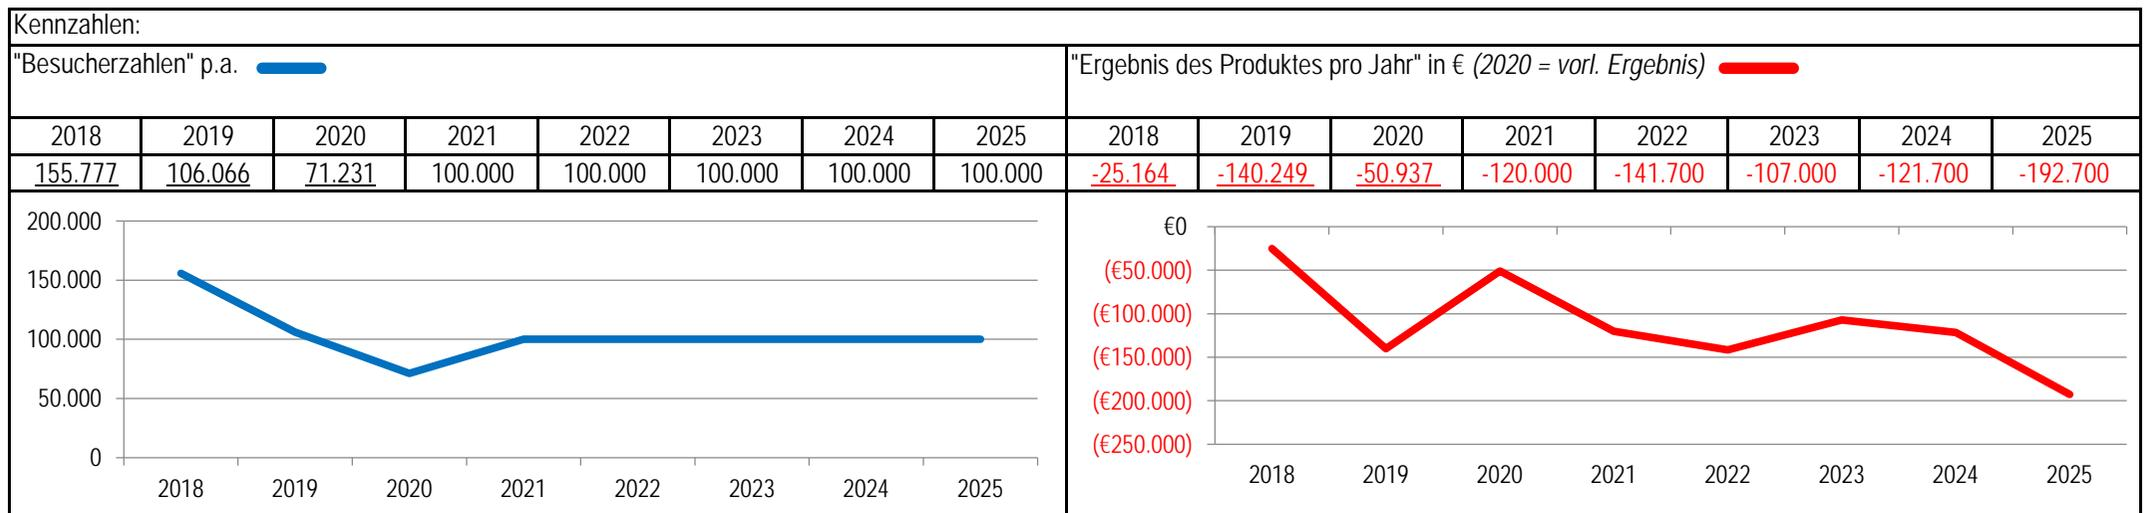 Kennzahlen:
"Besucherzahlen" p.a.
2018 2019 2020 2021 2022 2023 2024 2025
155.777 106.066 71.231 100.000 100.000 100.000 100.000 100.000
200.000
150.000
100.000
50.000
0
2018 2019 2020 2021 2022 2023 2024 2025
"Ergebnis des Produktes pro Jahr" in € (2020 = vorl. Ergebnis)
2018 2019 2020 2021 2022 2023 2024 2025
-25.164 -140.249 -50.937 -120.000 -141.700 -107.000 -121.700 -192.700
€0
(€50.000)
(€100.000)
(€150.000)
(€200.000)
(€250.000)
2018 2019 2020 2021 2022 2023 2024 2025